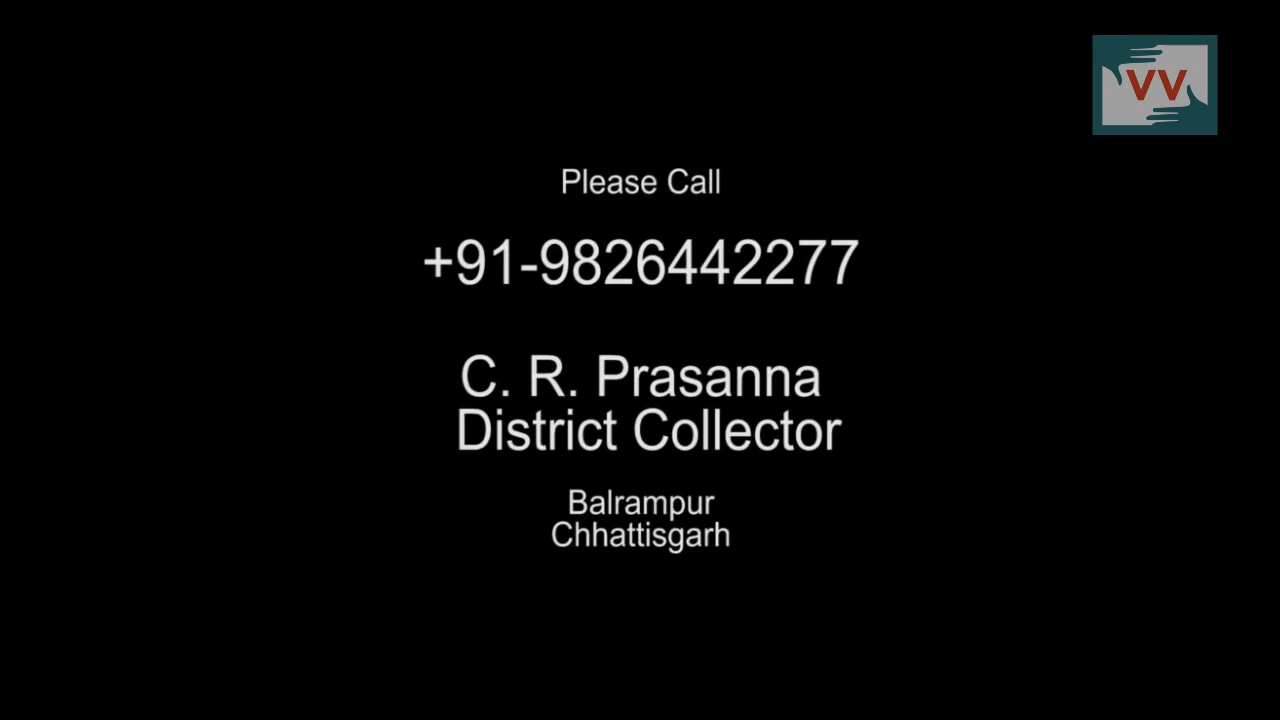 VV
Please Call
+91-9826442277
C. R. Prasanna
District Collector
Balrampur
Chhattisgarh